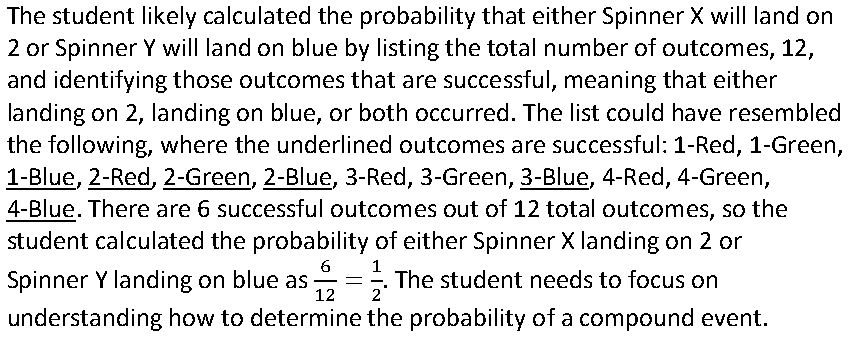 The student likely calculated the probability that either Spinner X will land on
2 or Spinner Y will land on blue by listing the total number of outcomes, 12,
and identifying those outcomes that are successful, meaning that either
landing on 2, landing on blue, or both occurred. The list could have resembled
the following, where the underlined outcomes are successful: 1-Red, 1-Green,
1-Blue, 2-Red, 2-Green, 2-Blue, 3-Red, 3-Green, 3-Blue, 4-Red, 4-Green,
4-Blue. There are 6 successful outcomes out of 12 total outcomes, so the
student calculated the probability of either Spinner X landing on 2 or
Spinner Y landing on blue as 6/12 = 1/2. The student needs to focus on
understanding how to determine the probability of a compound event.